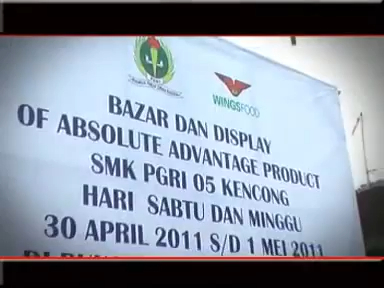 WINGSFOOD
BAZAR DAN DISPLAY
OF ABSOLUTE ADVANTAGE PRODUCT
SMK PGRI 05 KENCONG
HARI SABTU DAN MINGGU
30 APRIL 2011 S/D 1 MEI 2011